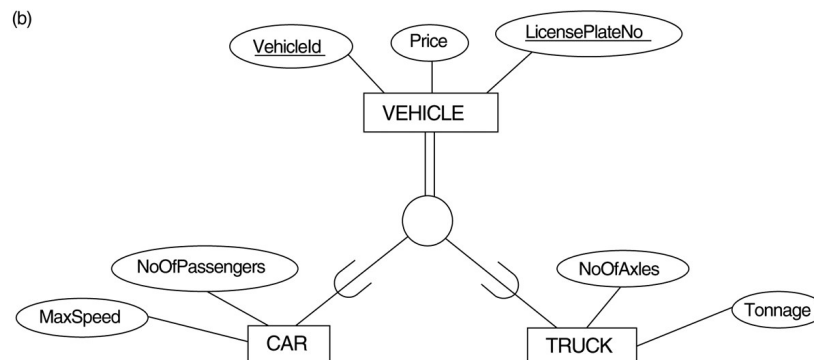 (b)
VehicleId
Price
LicensePlateNo
VEHICLE
NoOfPassengers
NoOfAxles
MaxSpeed
Tonnage
CAR
TRUCK